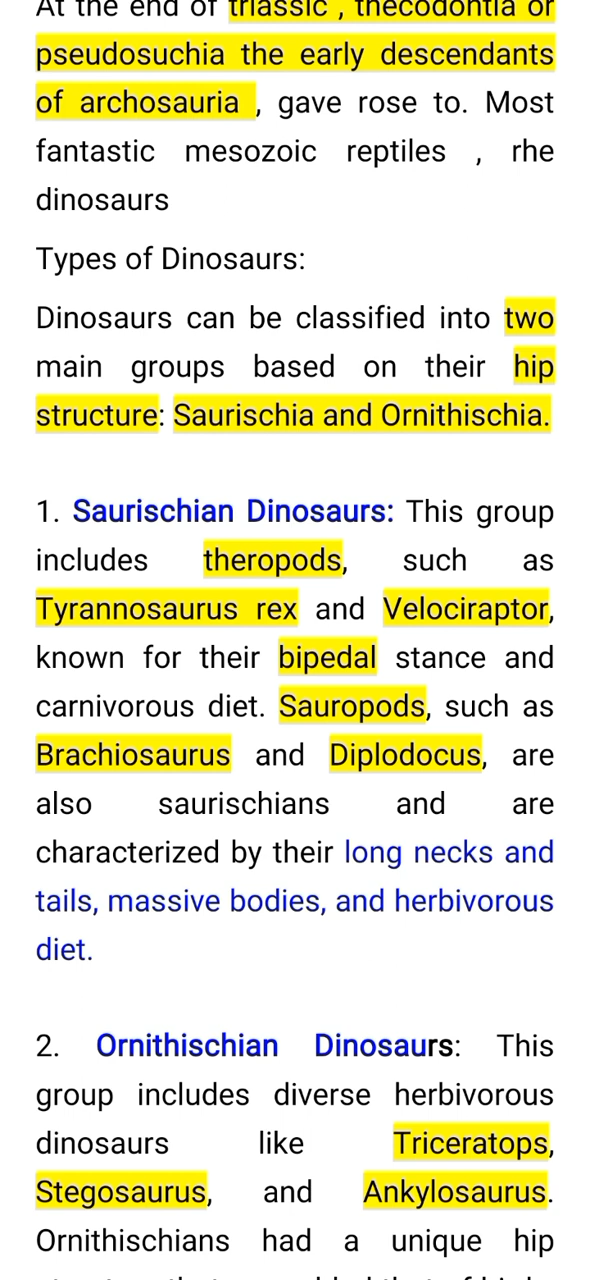 At the end of triassic , thecodontia or
pseudosuchia the early descendants
of archosauria , gave rose to. Most
fantastic mesozoic reptiles , rhe
dinosaurs
Types of Dinosaurs:
Dinosaurs can be classified into two
main groups based on their hip
structure: Saurischia and Ornithischia.
1. Saurischian Dinosaurs: This group
includes theropods, such as
Tyrannosaurus rex and Velociraptor,
known for their bipedal stance and
carnivorous diet. Sauropods, such as
Brachiosaurus and Diplodocus, are
also saurischians and are
characterized by their long necks and
tails, massive bodies, and herbivorous
diet.
2. Ornithischian Dinosaurs: This
group includes diverse herbivorous
dinosaurs like Triceratops,
Stegosaurus, and Ankylosaurus.
Ornithischians had a unique hip